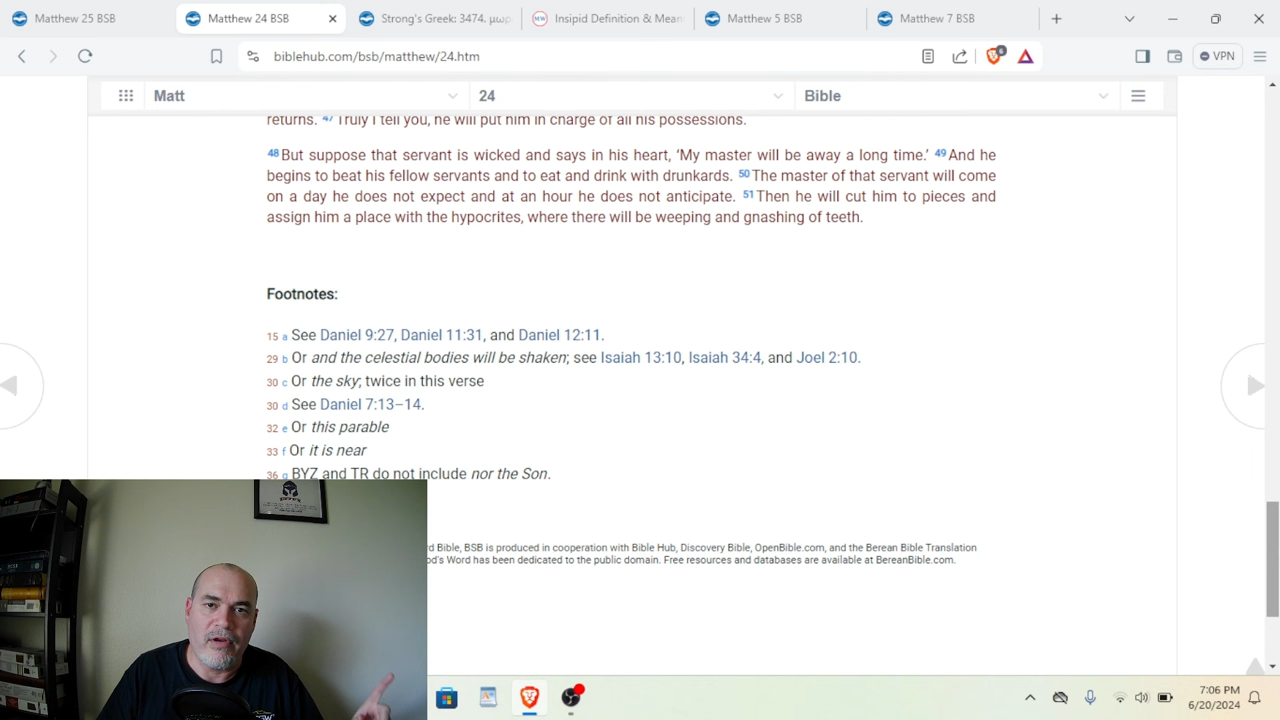 Matthew 25 BSB
Matthew 24 BSB
Strong's Greek: 3474. μωρ
Insipid Definition & Mean
Matthew 5 BSB
Matthew 7 BSB
biblehub.com/bsb/matthew/24.htm
6
VPN
Matt
24
Bible
returns. 47 Truly I tell you, he will put him in charge of all his possessions.
48 But suppose that servant is wicked and says in his heart, ‘My master will be away a long time.’ 49 And he
begins to beat his fellow servants and to eat and drink with drunkards. 50 The master of that servant will come
on a day he does not expect and at an hour he does not anticipate. 51 Then he will cut him to pieces and
assign him a place with the hypocrites, where there will be weeping and gnashing of teeth.
Footnotes:
15 a See Daniel 9:27, Daniel 11:31, and Daniel 12:11.
29 b Or and the celestial bodies will be shaken; see Isaiah 13:10, Isaiah 34:4, and Joel 2:10.
30 c Or the sky; twice in this verse
30 d See Daniel 7:13–14.
32 e Or this parable
33 f Or it is near
36 g BYZ and TR do not include nor the Son.
rd Bible, BSB is produced in cooperation with Bible Hub, Discovery Bible, OpenBible.com, and the Berean Bible Translation
od's Word has been dedicated to the public domain. Free resources and databases are available at BereanBible.com.
7:06 PM
6/20/2024